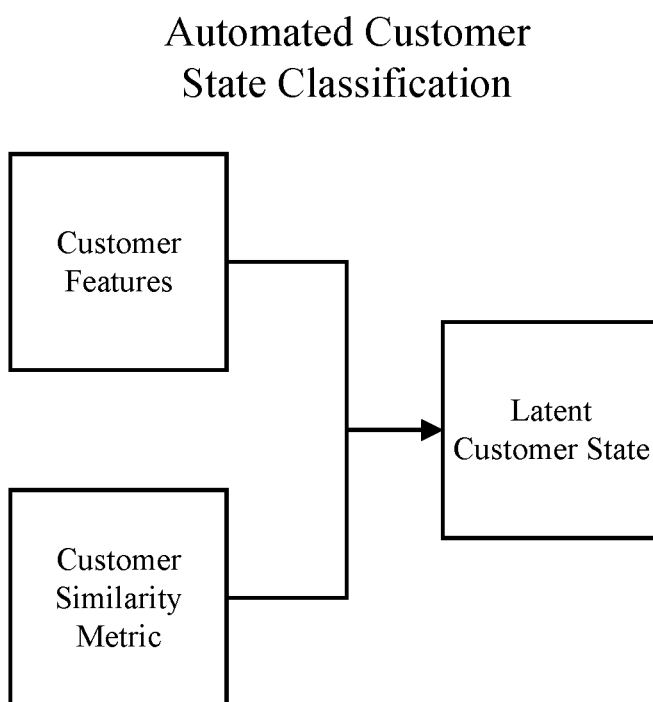 Automated Customer
State Classification
Customer
Features
Latent
Customer State
Customer
Similarity
Metric